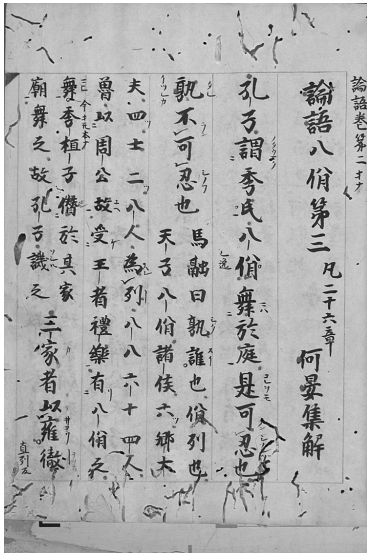 論語巻第二
論語八佾第三 凡二十六章 何晏集解
孔子謂季氏八佾舞於庭是可忍也
孰不可忍也 馬融曰孰誰也佾列也
天子八佾諸侯六卿大
夫四士二八人為列八八六十四人
魯以周公故受王者禮樂有八佾之
舞季桓子僭於其家
廟舞之故孔子譏之 三家者以雍徹